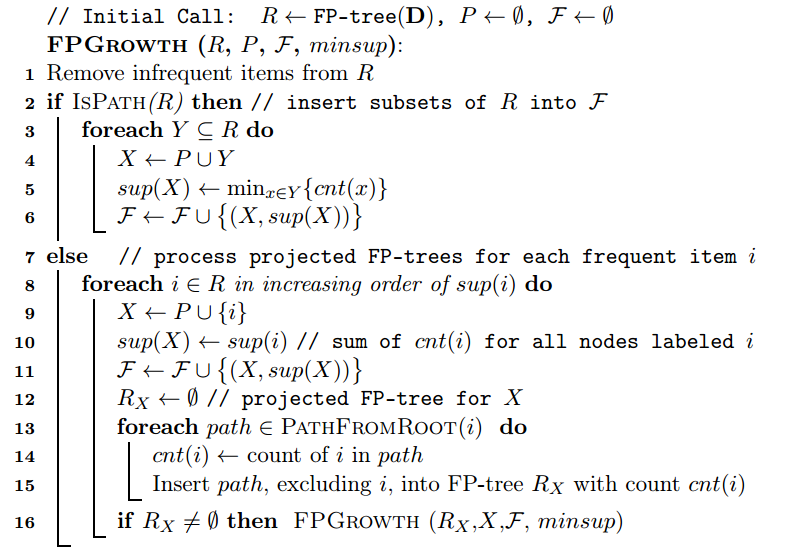 // Initial Call: R ← FP-tree(D), P ← ∅, F ← ∅
FPGrowth (R, P, F, minsup):
1 Remove infrequent items from R
2 if IsPath(R) then // insert subsets of R into F
3 foreach Y ⊆ R do
4 X ← P ∪ Y
5 sup(X) ← min_{x∈Y}{cnt(x)}
6 F ← F ∪ {(X, sup(X))}
7 else // process projected FP-trees for each frequent item i
8 foreach i ∈ R in increasing order of sup(i) do
9 X ← P ∪ {i}
10 sup(X) ← sup(i) // sum of cnt(i) for all nodes labeled i
11 F ← F ∪ {(X, sup(X))}
12 R_X ← ∅ // projected FP-tree for X
13 foreach path ∈ PathFromRoot(i) do
14 cnt(i) ← count of i in path
15 Insert path, excluding i, into FP-tree R_X with count cnt(i)
16 if R_X ≠ ∅ then FPGrowth (R_X,X,F, minsup)